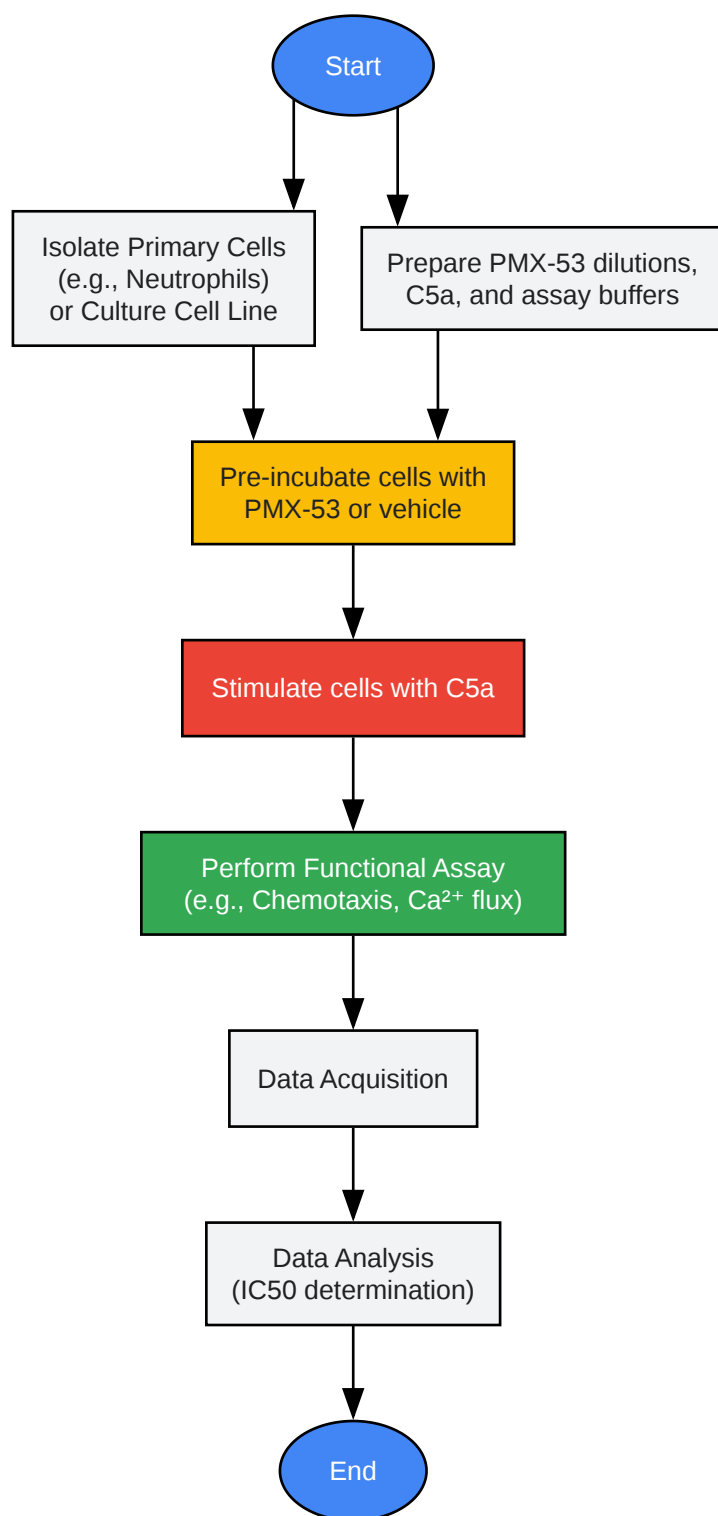 Start
Isolate Primary Cells
(e.g., Neutrophils)
or Culture Cell Line
Prepare PMX-53 dilutions,
C5a, and assay buffers
Pre-incubate cells with
PMX-53 or vehicle
Stimulate cells with C5a
Perform Functional Assay
(e.g., Chemotaxis, Ca²⁺ flux)
Data Acquisition
Data Analysis
(IC50 determination)
End